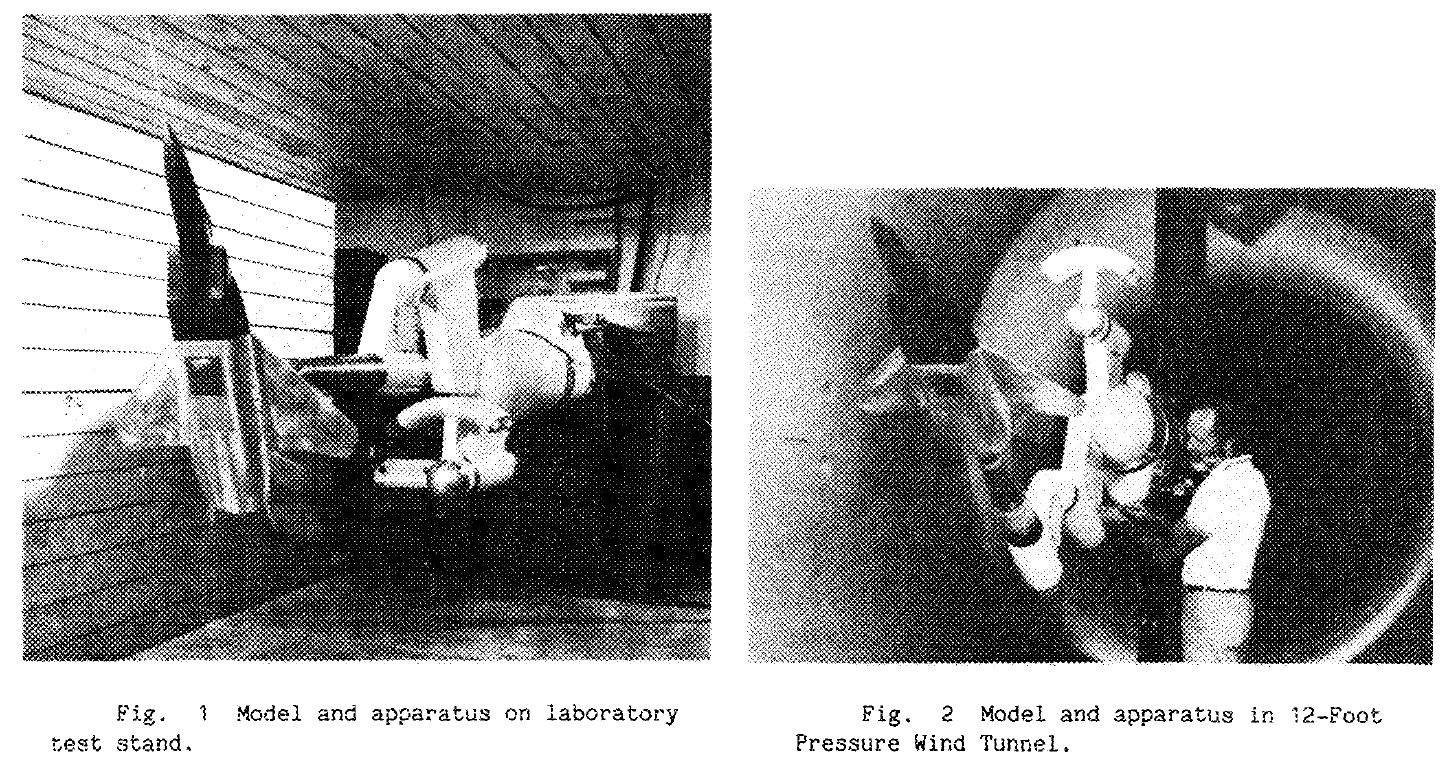 Fig. 1 Model and apparatus on laboratory
test stand.
Fig. 2 Model and apparatus in 12-Foot
Pressure Wind Tunnel.